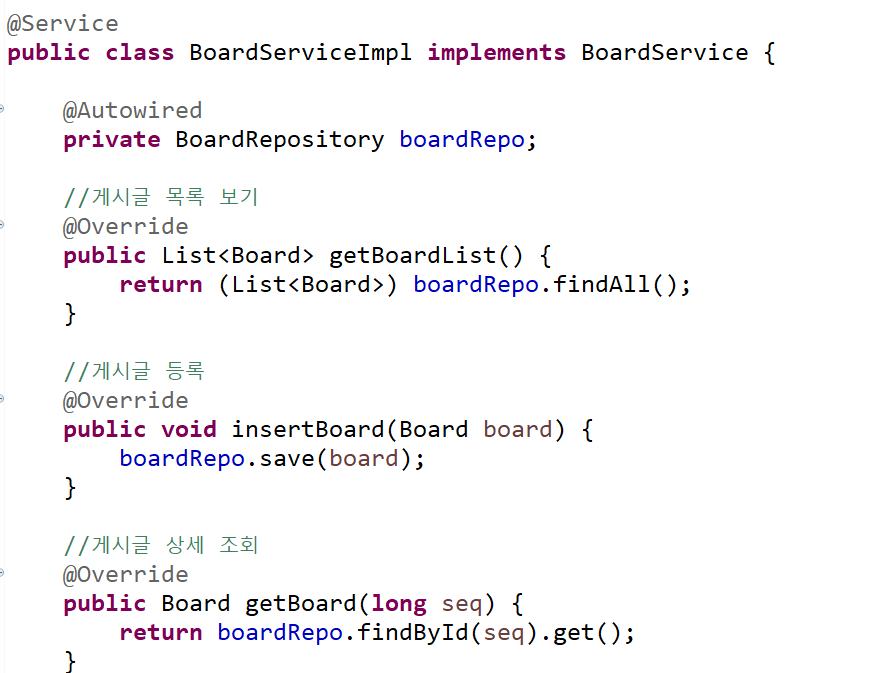 @Service
public class BoardServiceImpl implements BoardService {
@Autowired
private BoardRepository boardRepo;
//게시글 목록 보기
@Override
public List<Board> getBoardList() {
return (List<Board>) boardRepo.findAll();
}
//게시글 등록
@Override
public void insertBoard(Board board) {
boardRepo.save(board);
}
//게시글 상세 조회
@Override
public Board getBoard(long seq) {
return boardRepo.findById(seq).get();
}